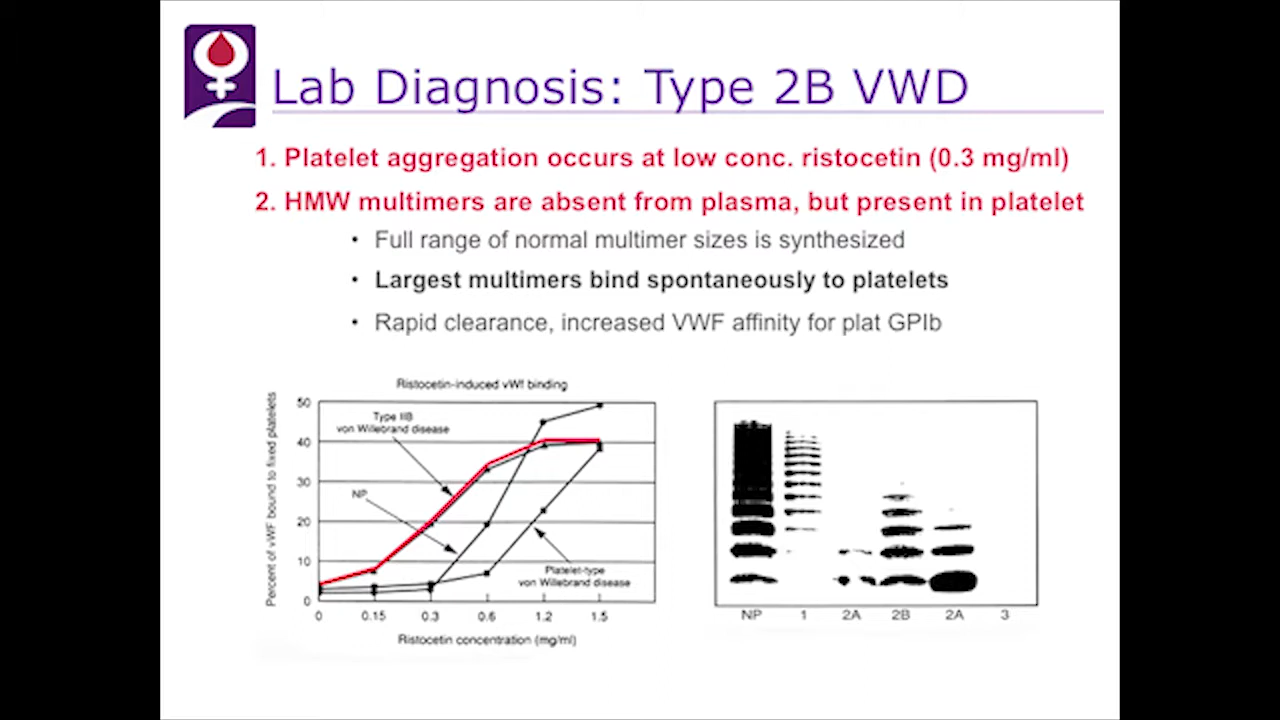 Lab Diagnosis: Type 2B VWD
1. Platelet aggregation occurs at low conc. ristocetin (0.3 mg/ml)
2. HMW multimers are absent from plasma, but present in platelet
• Full range of normal multimer sizes is synthesized
• Largest multimers bind spontaneously to platelets
• Rapid clearance, increased VWF affinity for plat GPIb
Ristocetin-induced vWf binding
Percent of vWF bound to fixed platelets
50
40
30
20
10
0
Type IIB
von Willebrand disease
NP
Platelet-type
von Willebrand disease
0 0.15 0.3 0.6 1.2 1.5
Ristocetin concentration (mg/ml)
NP 1 2A 2B 2A 3